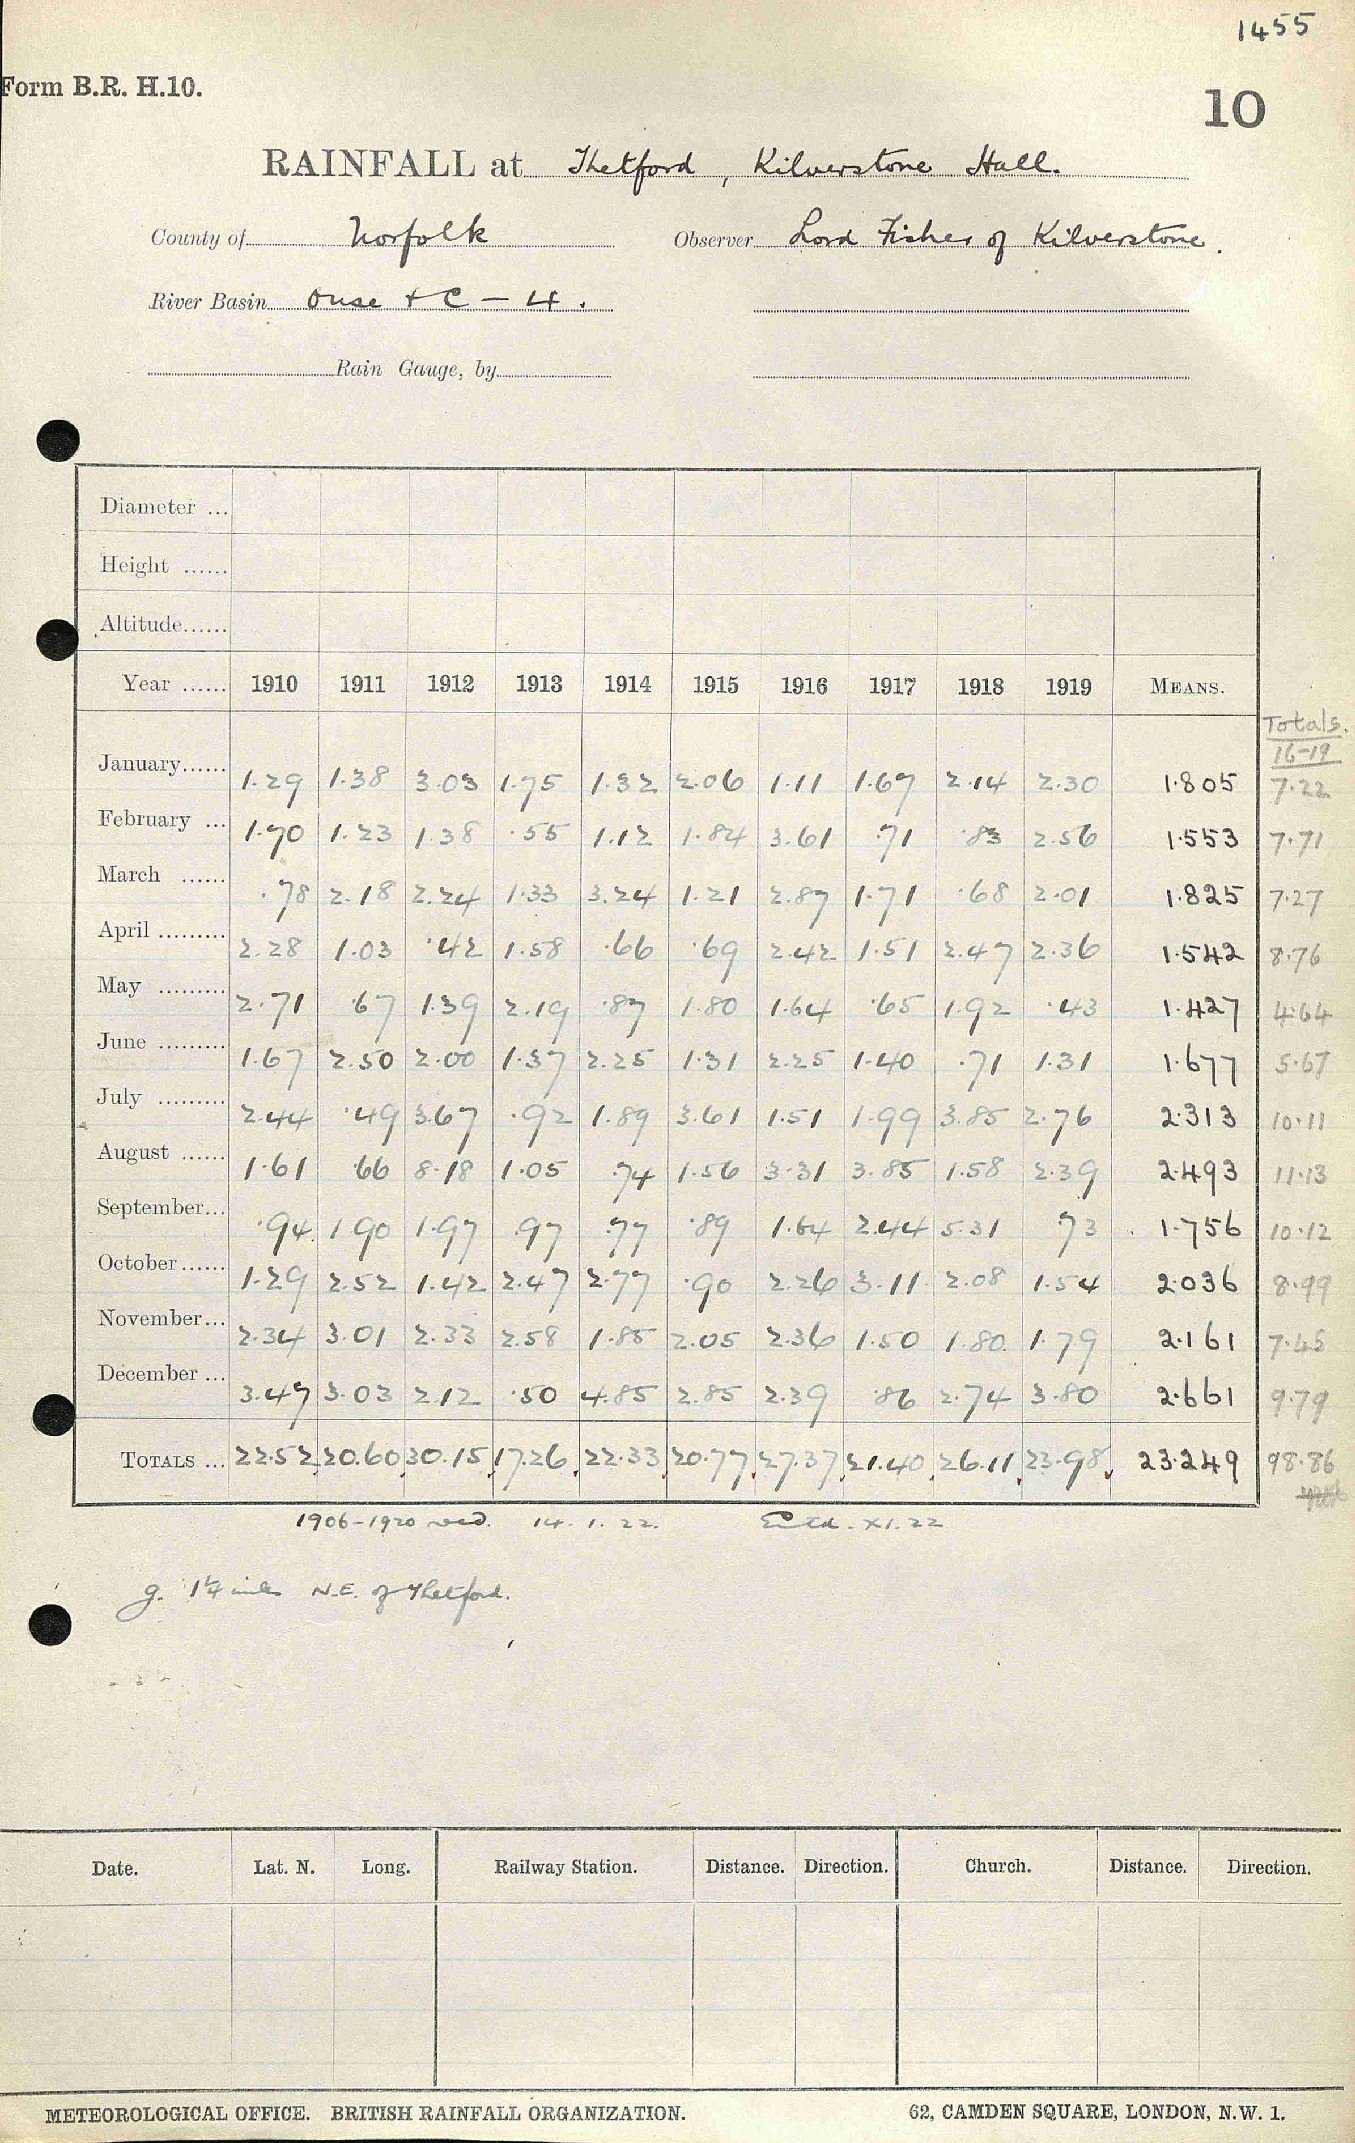 1455
Form B.R. H.10.
10
RAINFALL at Thetford, Kilverstone Hall.
County of Norfolk Observer Lord Fisher of Kilverstone.
River Basin Ouse + C - 4.
Rain Gauge, by
Diameter ...
Height ......
Altitude......
Year ...... 1910 1911 1912 1913 1914 1915 1916 1917 1918 1919 MEANS.
Totals.
16-19
January...... 1.29 1.38 3.03 1.75 1.32 2.06 1.11 1.67 2.14 2.30 1.805 7.22
February ... 1.70 1.23 1.38 .55 1.12 1.84 3.61 .71 .83 2.56 1.553 7.71
March ...... .78 2.18 2.24 1.33 3.24 1.21 2.87 1.71 .68 2.01 1.825 7.27
April ......... 2.28 1.03 .42 1.58 .66 .69 2.42 1.51 2.47 2.36 1.542 8.76
May ......... 2.71 .67 1.39 2.19 .87 1.80 1.64 .65 1.92 .43 1.427 4.64
June ......... 1.67 2.50 2.00 1.37 2.25 1.31 2.25 1.40 .71 1.31 1.677 5.67
July ......... 2.44 .49 3.67 .92 1.89 3.61 1.51 1.99 3.85 2.76 2.313 10.11
August ...... 1.61 .66 8.18 1.05 .74 1.56 3.31 3.85 1.58 2.39 2.493 11.13
September... .94 1.90 1.97 .97 .77 .89 1.64 2.44 5.31 .73 1.756 10.12
October...... 1.29 2.52 1.42 2.47 2.77 .90 2.26 3.11 2.08 1.54 2.036 8.99
November... 2.34 3.01 2.33 2.58 1.85 2.05 2.36 1.50 1.80 1.79 2.161 7.45
December ... 3.47 3.03 2.12 .50 4.85 2.85 2.39 .86 2.74 3.80 2.661 9.79
TOTALS ... 22.52 20.60 30.15 17.26 22.33 20.77 27.37 21.40 26.11 23.98 23.249 98.86
1906-1920 14.1.22. XI.22
g. 1¼ miles N.E. of Thetford.
Date. Lat. N. Long. Railway Station. Distance. Direction. Church. Distance. Direction.
METEOROLOGICAL OFFICE. BRITISH RAINFALL ORGANIZATION. 62, CAMDEN SQUARE, LONDON, N.W. 1.